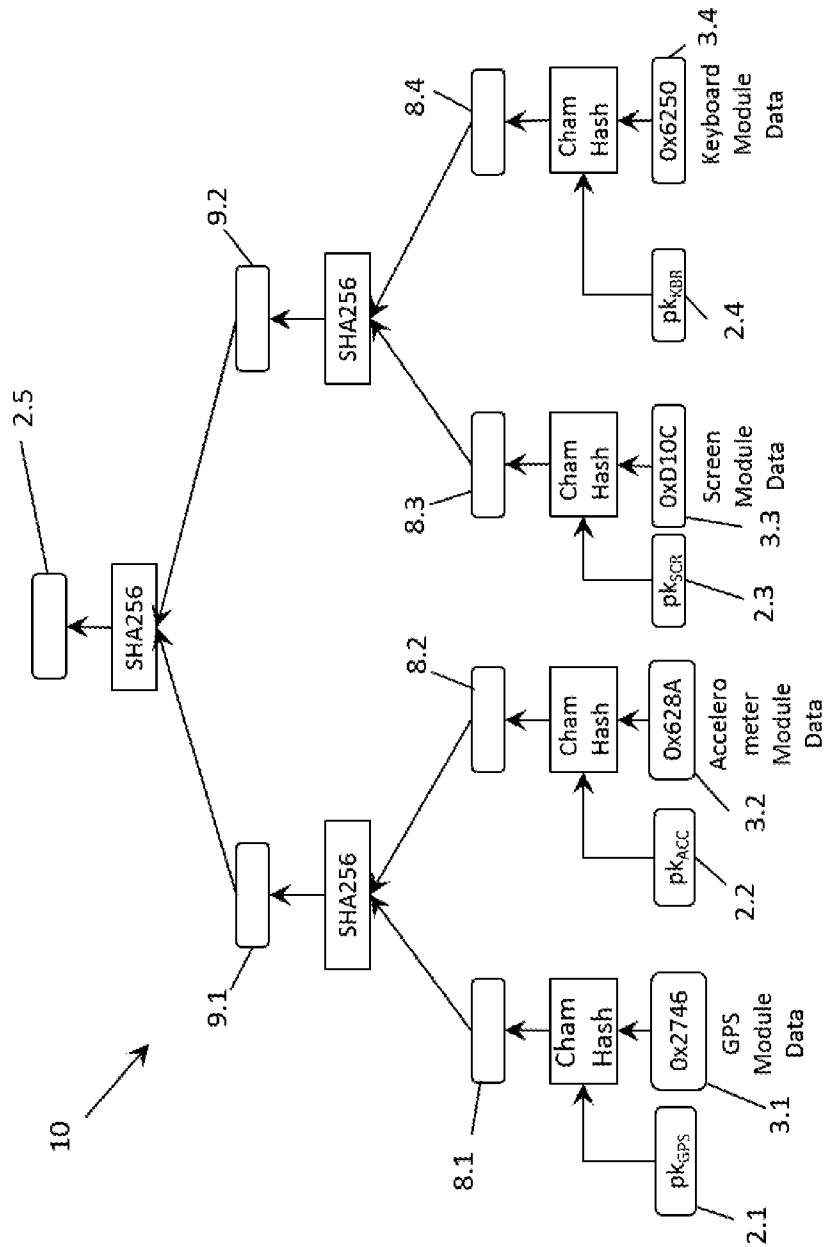 10
2.5
SHA256
9.1
9.2
SHA256
SHA256
8.1
8.2
8.3
8.4
Cham
Hash
Cham
Hash
Cham
Hash
Cham
Hash
pkGPS
0x2746
pkACC
0x628A
pkSCR
0xD10C
pkKBR
0x6250
2.1
3.1
2.2
3.2
2.3
3.3
2.4
3.4
GPS
Module
Data
Accelero
meter
Module
Data
Screen
Module
Data
Keyboard
Module
Data